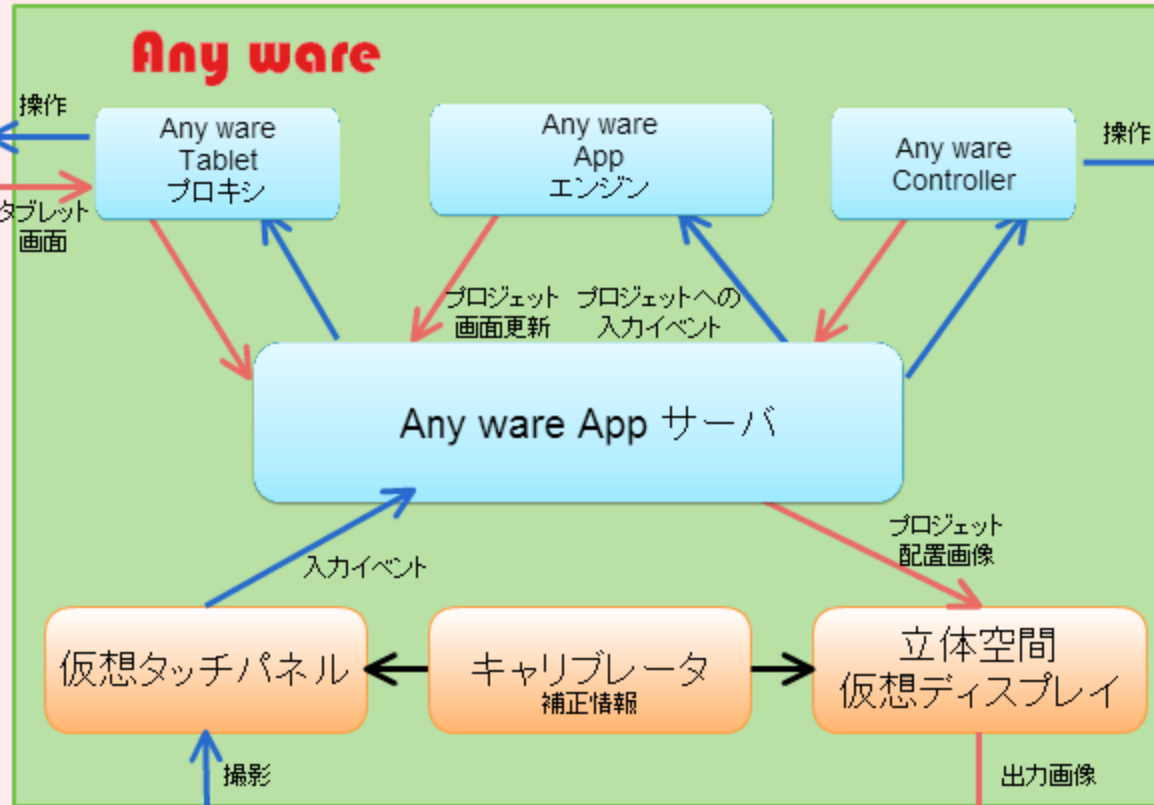 Any ware
操作
Any ware
Tablet
プロキシ
Any ware
App
エンジン
Any ware
Controller
操作
タブレット
画面
プロジェット
画面更新
プロジェットへの
入力イベント
Any ware App サーバ
入力イベント
プロジェット
配置画像
仮想タッチパネル
キャリブレータ
補正情報
立体空間
仮想ディスプレイ
撮影
出力画像